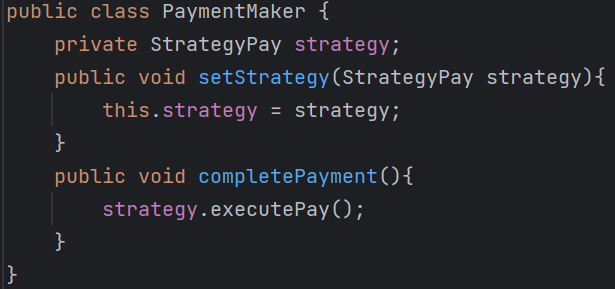 public class PaymentMaker {
    private StrategyPay strategy;
    public void setStrategy(StrategyPay strategy){
        this.strategy = strategy;
    }
    public void completePayment(){
        strategy.executePay();
    }
}